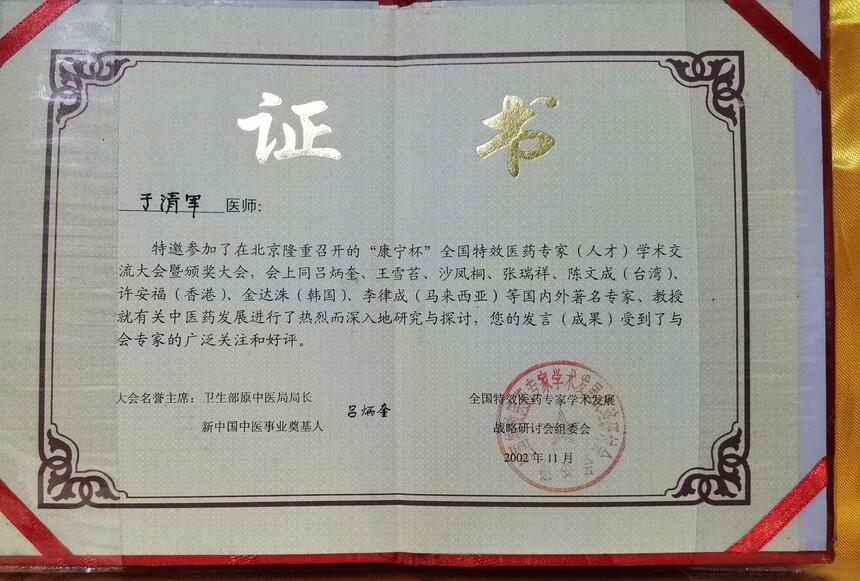 证书
于清军 医师:
特邀参加了在北京隆重召开的“康宁杯”全国特效医药专家（人才）学术交
流大会暨颁奖大会，会上同吕炳奎、王雪苔、沙凤桐、张瑞祥、陈文成（台湾）、
许安福（香港）、金达洙（韩国）、李律成（马来西亚）等国内外著名专家、教授
就有关中医药发展进行了热烈而深入地研究与探讨，您的发言（成果）受到了与
会专家的广泛关注和好评。
大会名誉主席：卫生部原中医局局长
新中国中医事业奠基人
吕炳奎
全国特效医药专家学术发展
战略研讨会组委会
2002年11月